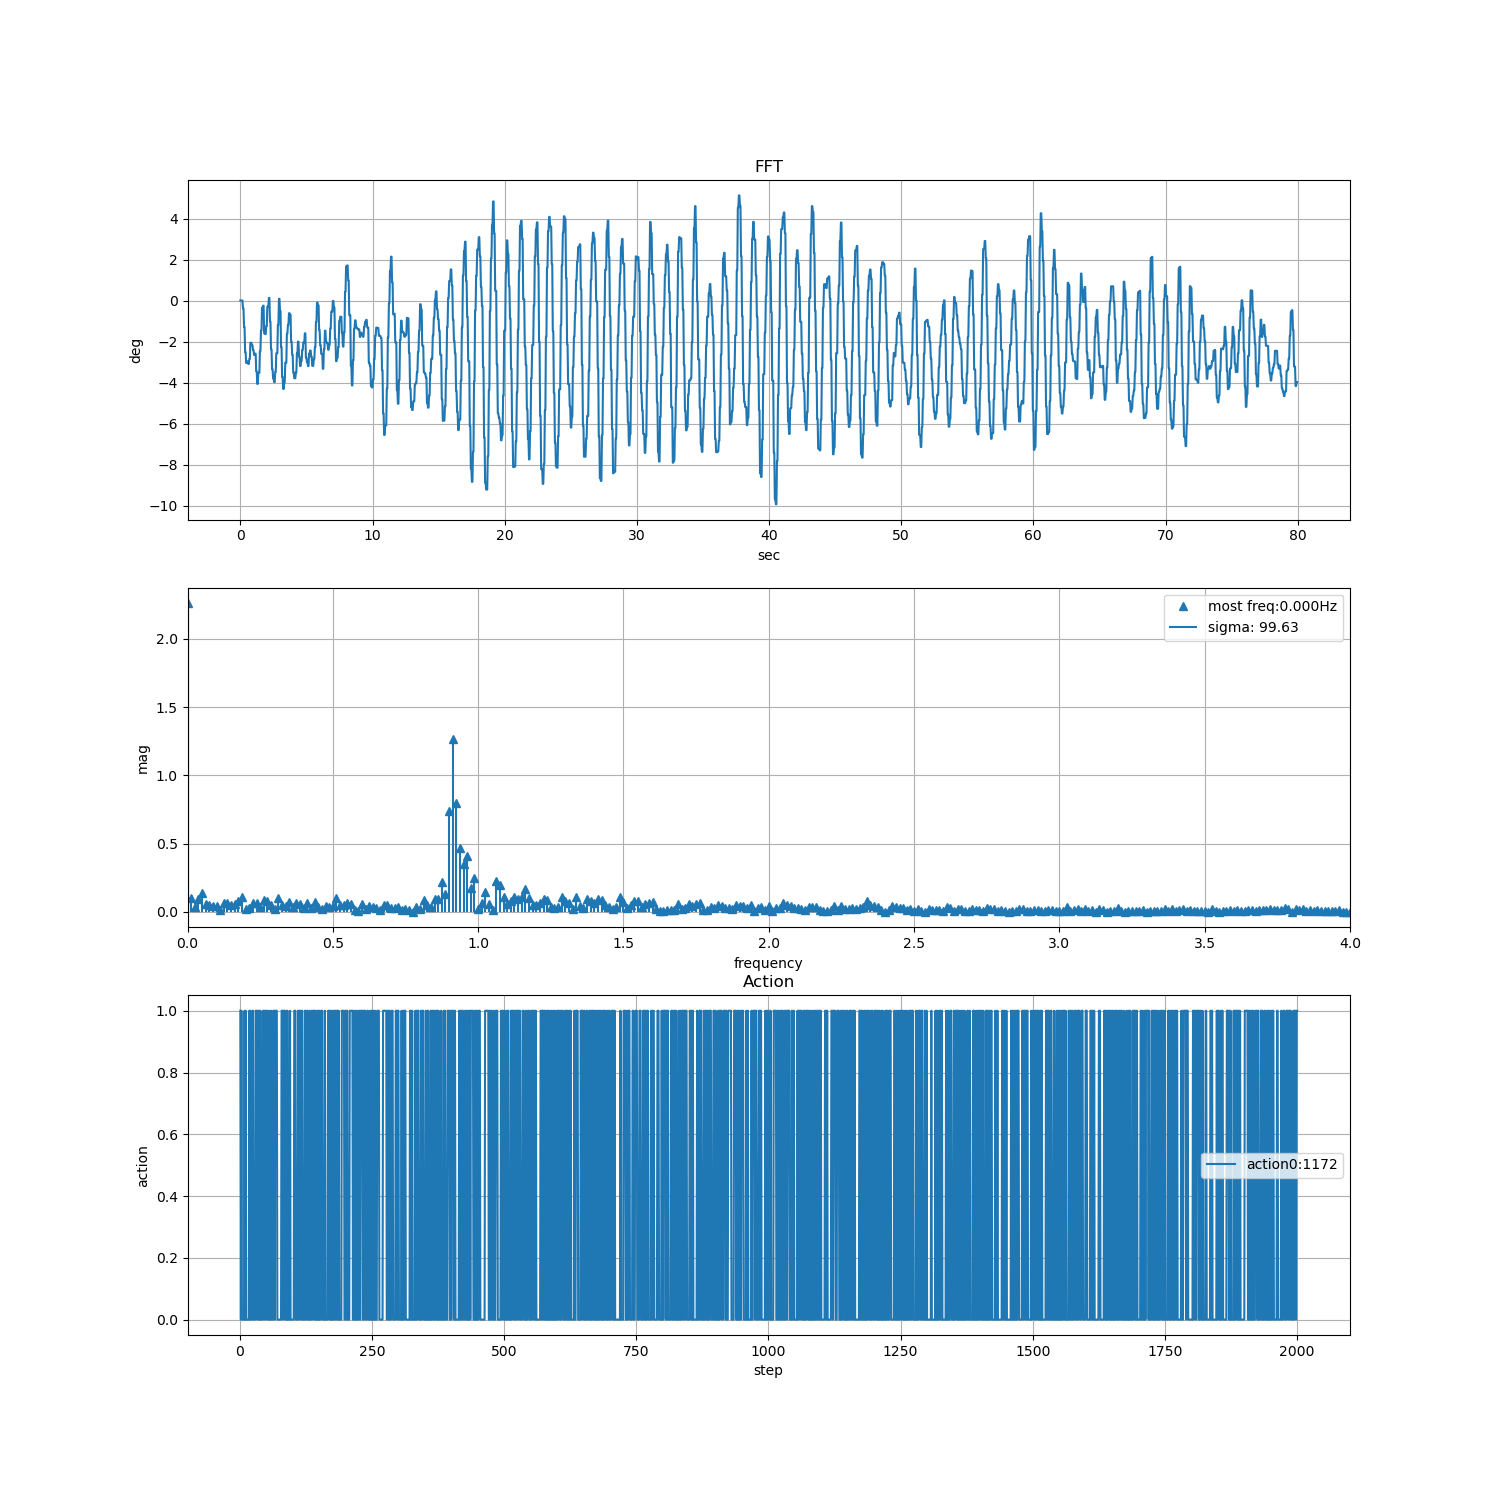 FFT
4
2
0
−2
−4
−6
−8
−10
deg
0 10 20 30 40 50 60 70 80
sec
2.0
1.5
1.0
0.5
0.0
mag
most freq:0.000Hz
sigma: 99.63
0.0 0.5 1.0 1.5 2.0 2.5 3.0 3.5 4.0
frequency
Action
1.0
0.8
0.6
0.4
0.2
0.0
action
action0:1172
0 250 500 750 1000 1250 1500 1750 2000
step